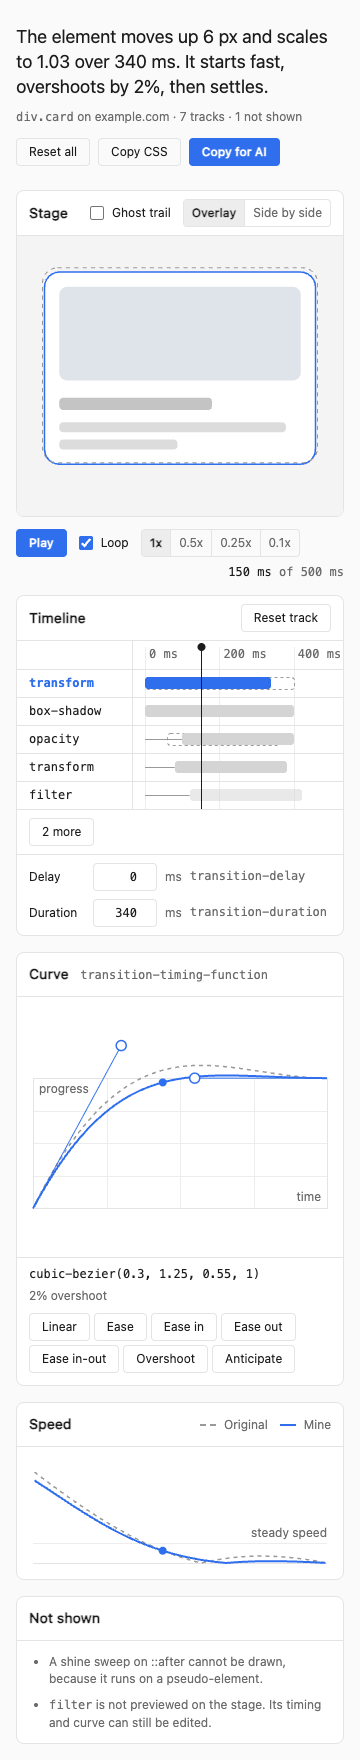 The element moves up 6 px and scales
to 1.03 over 340 ms. It starts fast,
overshoots by 2%, then settles.
div.card on example.com · 7 tracks · 1 not shown
Reset all Copy CSS Copy for AI
Stage Ghost trail Overlay Side by side
Play Loop 1x 0.5x 0.25x 0.1x
150 ms of 500 ms
Timeline Reset track
0 ms 200 ms 400 ms
transform
box-shadow
opacity
transform
filter
2 more
Delay 0 ms transition-delay
Duration 340 ms transition-duration
Curve transition-timing-function
progress
time
cubic-bezier(0.3, 1.25, 0.55, 1)
2% overshoot
Linear Ease Ease in Ease out
Ease in-out Overshoot Anticipate
Speed Original Mine
steady speed
Not shown
• A shine sweep on ::after cannot be drawn,
because it runs on a pseudo-element.
• filter is not previewed on the stage. Its timing
and curve can still be edited.